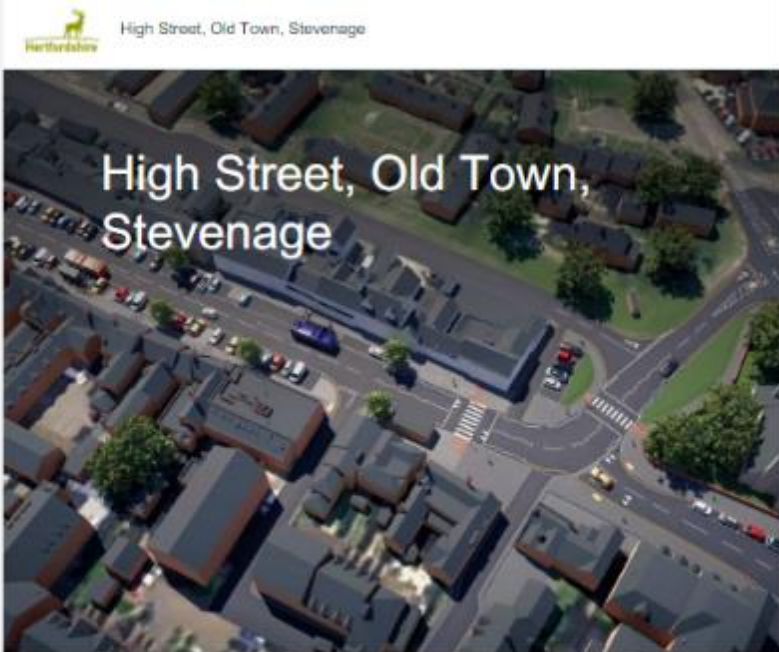 Hertfordshire
High Street, Old Town, Stevenage
High Street, Old Town,
Stevenage